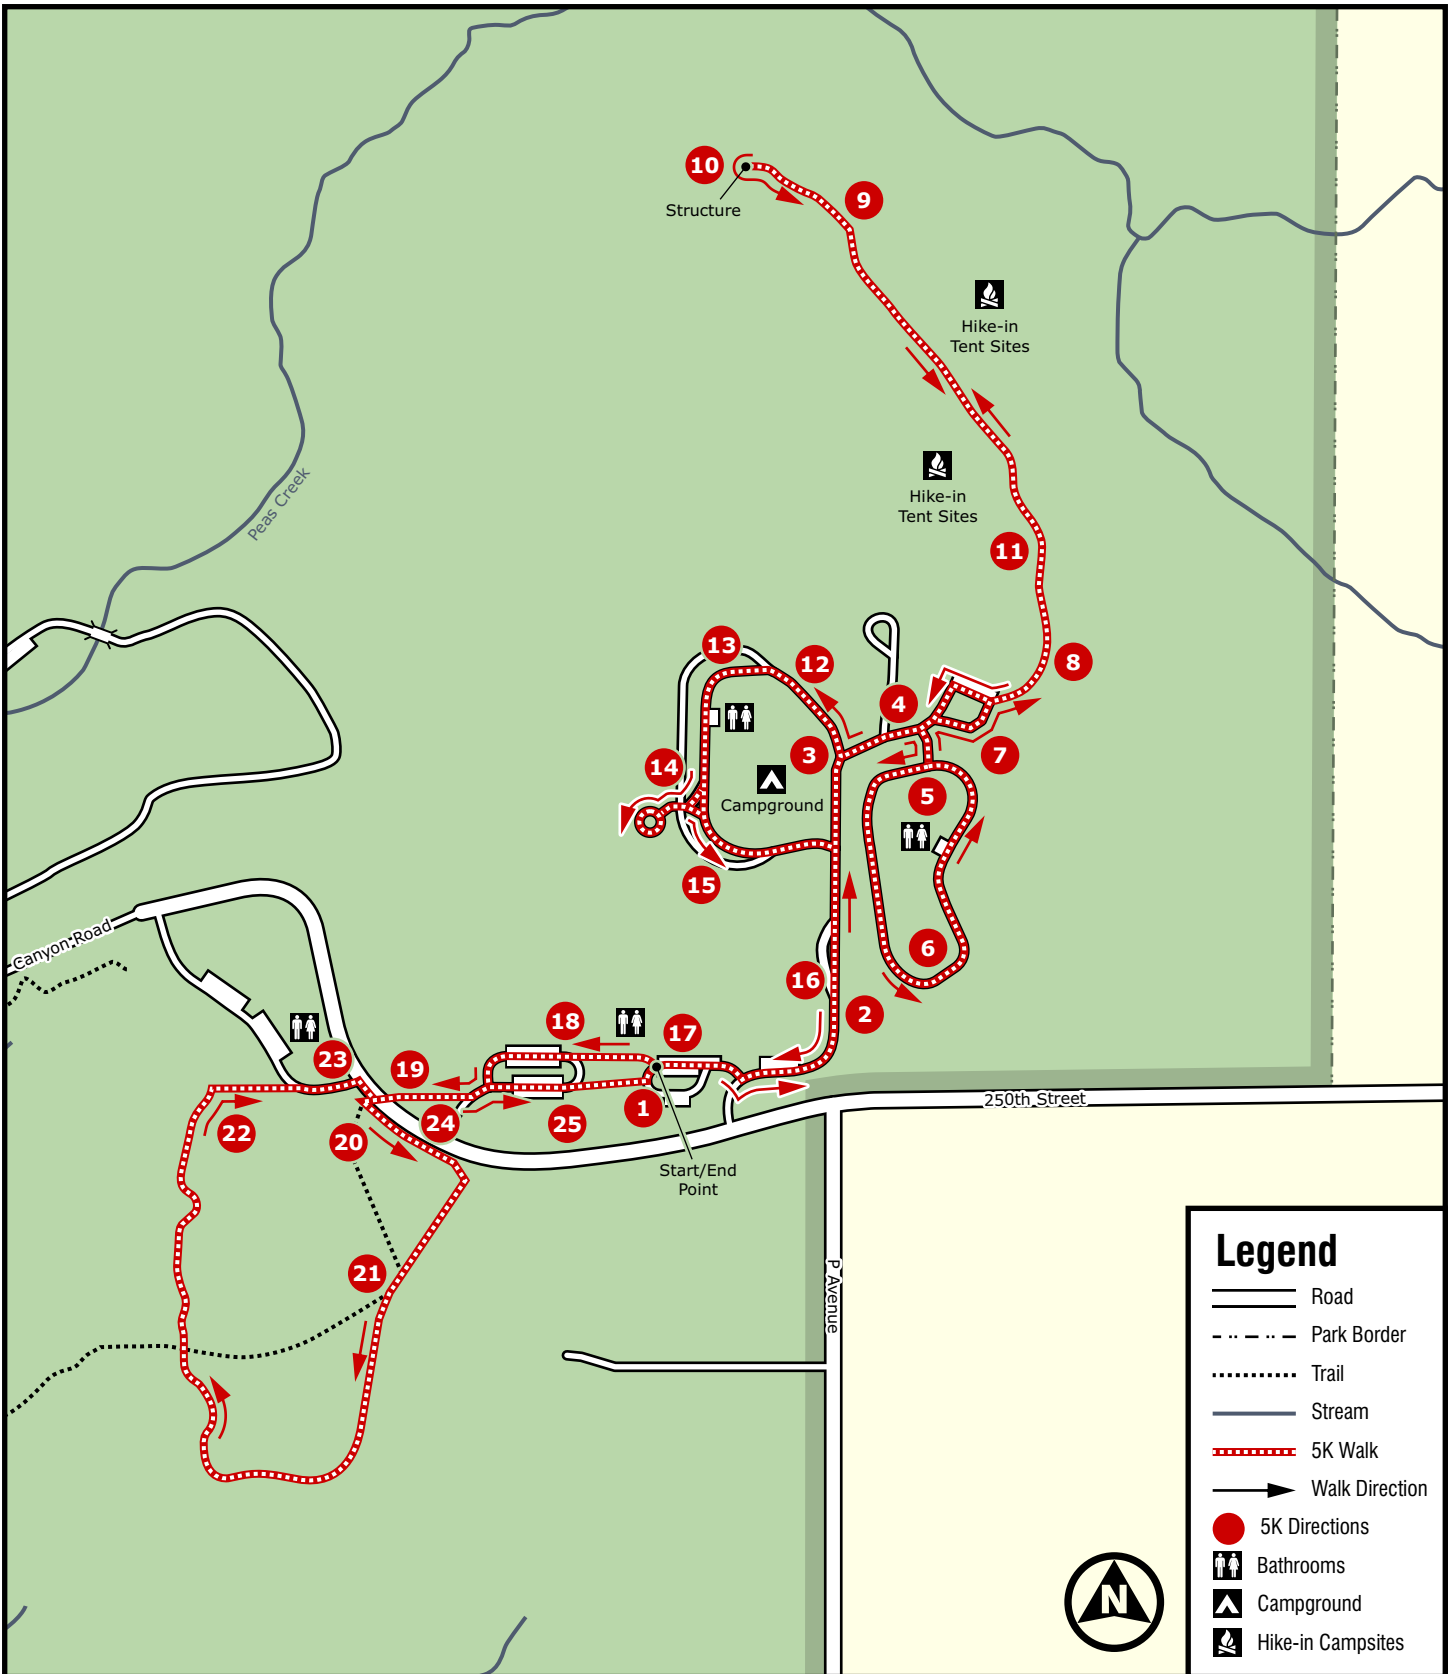 10
9
Structure
Hike-in
Tent Sites
Hike-in
Tent Sites
Peas Creek
11
13
12
8
4
3
7
14
5
Campground
15
6
Canyon Road
16
2
18
17
23
19
1
250th Street
22
20
24
25
Start/End
Point
21
P Avenue
Legend
Road
Park Border
Trail
Stream
5K Walk
Walk Direction
5K Directions
Bathrooms
Campground
Hike-in Campsites
N